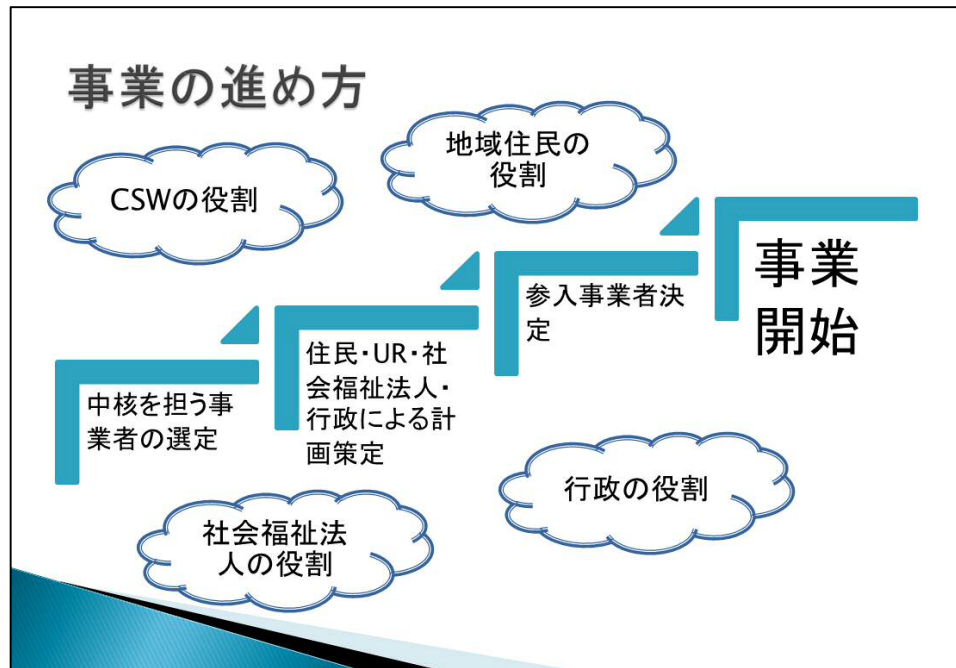 事業の進め方
地域住民の
役割
CSWの役割
事業
開始
参入事業者決
定
住民・UR・社
会福祉法人・
行政による計
画策定
中核を担う事
業者の選定
行政の役割
社会福祉法
人の役割